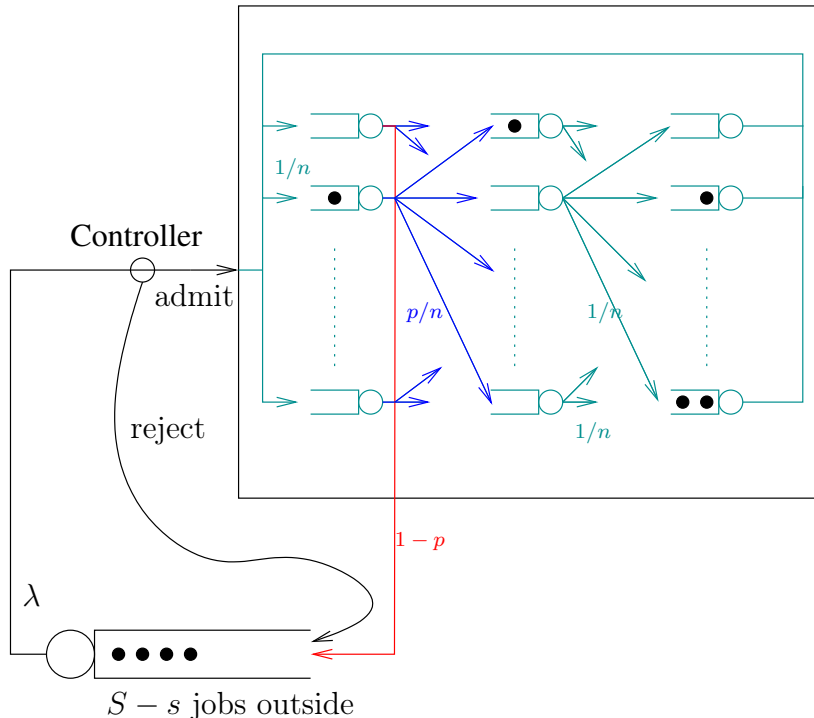 1/n
Controller
admit
p/n
1/n
reject
1/n
1 − p
λ
S − s jobs outside